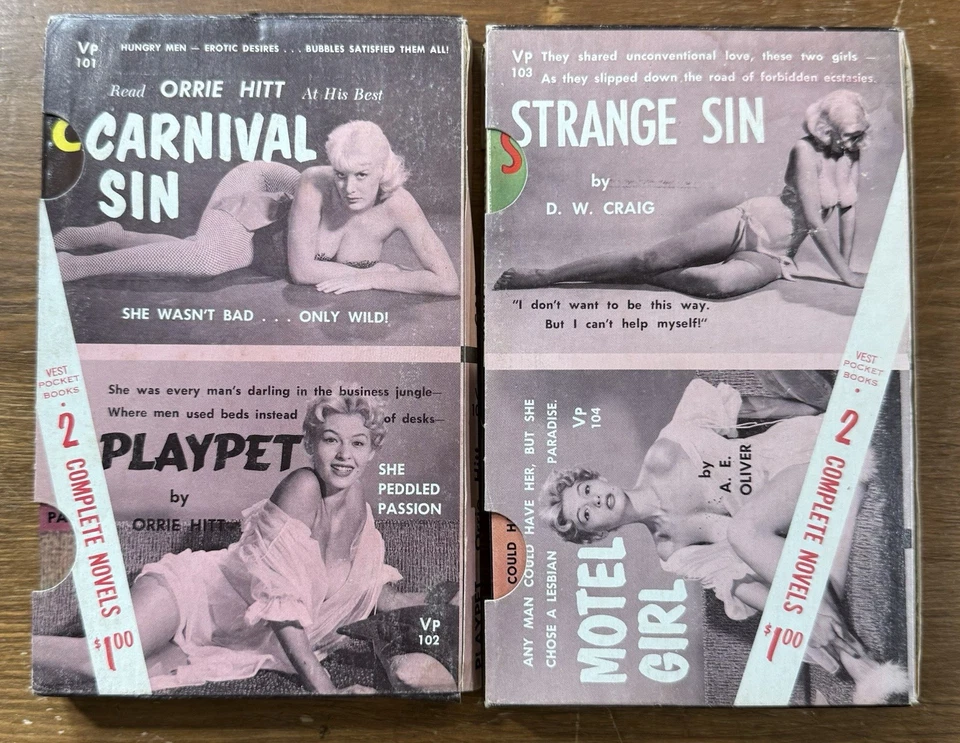 Vp
101
HUNGRY MEN — EROTIC DESIRES . . . BUBBLES SATISFIED THEM ALL!
Read ORRIE HITT At His Best
CARNIVAL
SIN
SHE WASN'T BAD . . . ONLY WILD!
She was every man's darling in the business jungle—
Where men used beds instead of desks—
PLAYPET
by
ORRIE HITT
SHE
PEDDLED
PASSION
Vp
102
VEST
POCKET
BOOKS
•
2 COMPLETE NOVELS
$1.00
PA
Vp
103
They shared unconventional love, these two girls —
As they slipped down the road of forbidden ecstasies.
STRANGE SIN
by
D. W. CRAIG
"I don't want to be this way.
But I can't help myself!"
Vp
104
ANY MAN COULD HAVE HER, BUT SHE
CHOSE A LESBIAN PARADISE.
MOTEL
GIRL
by
A. E.
OLIVER
VEST
POCKET
BOOKS
•
2 COMPLETE NOVELS
$1.00
S
COULD H